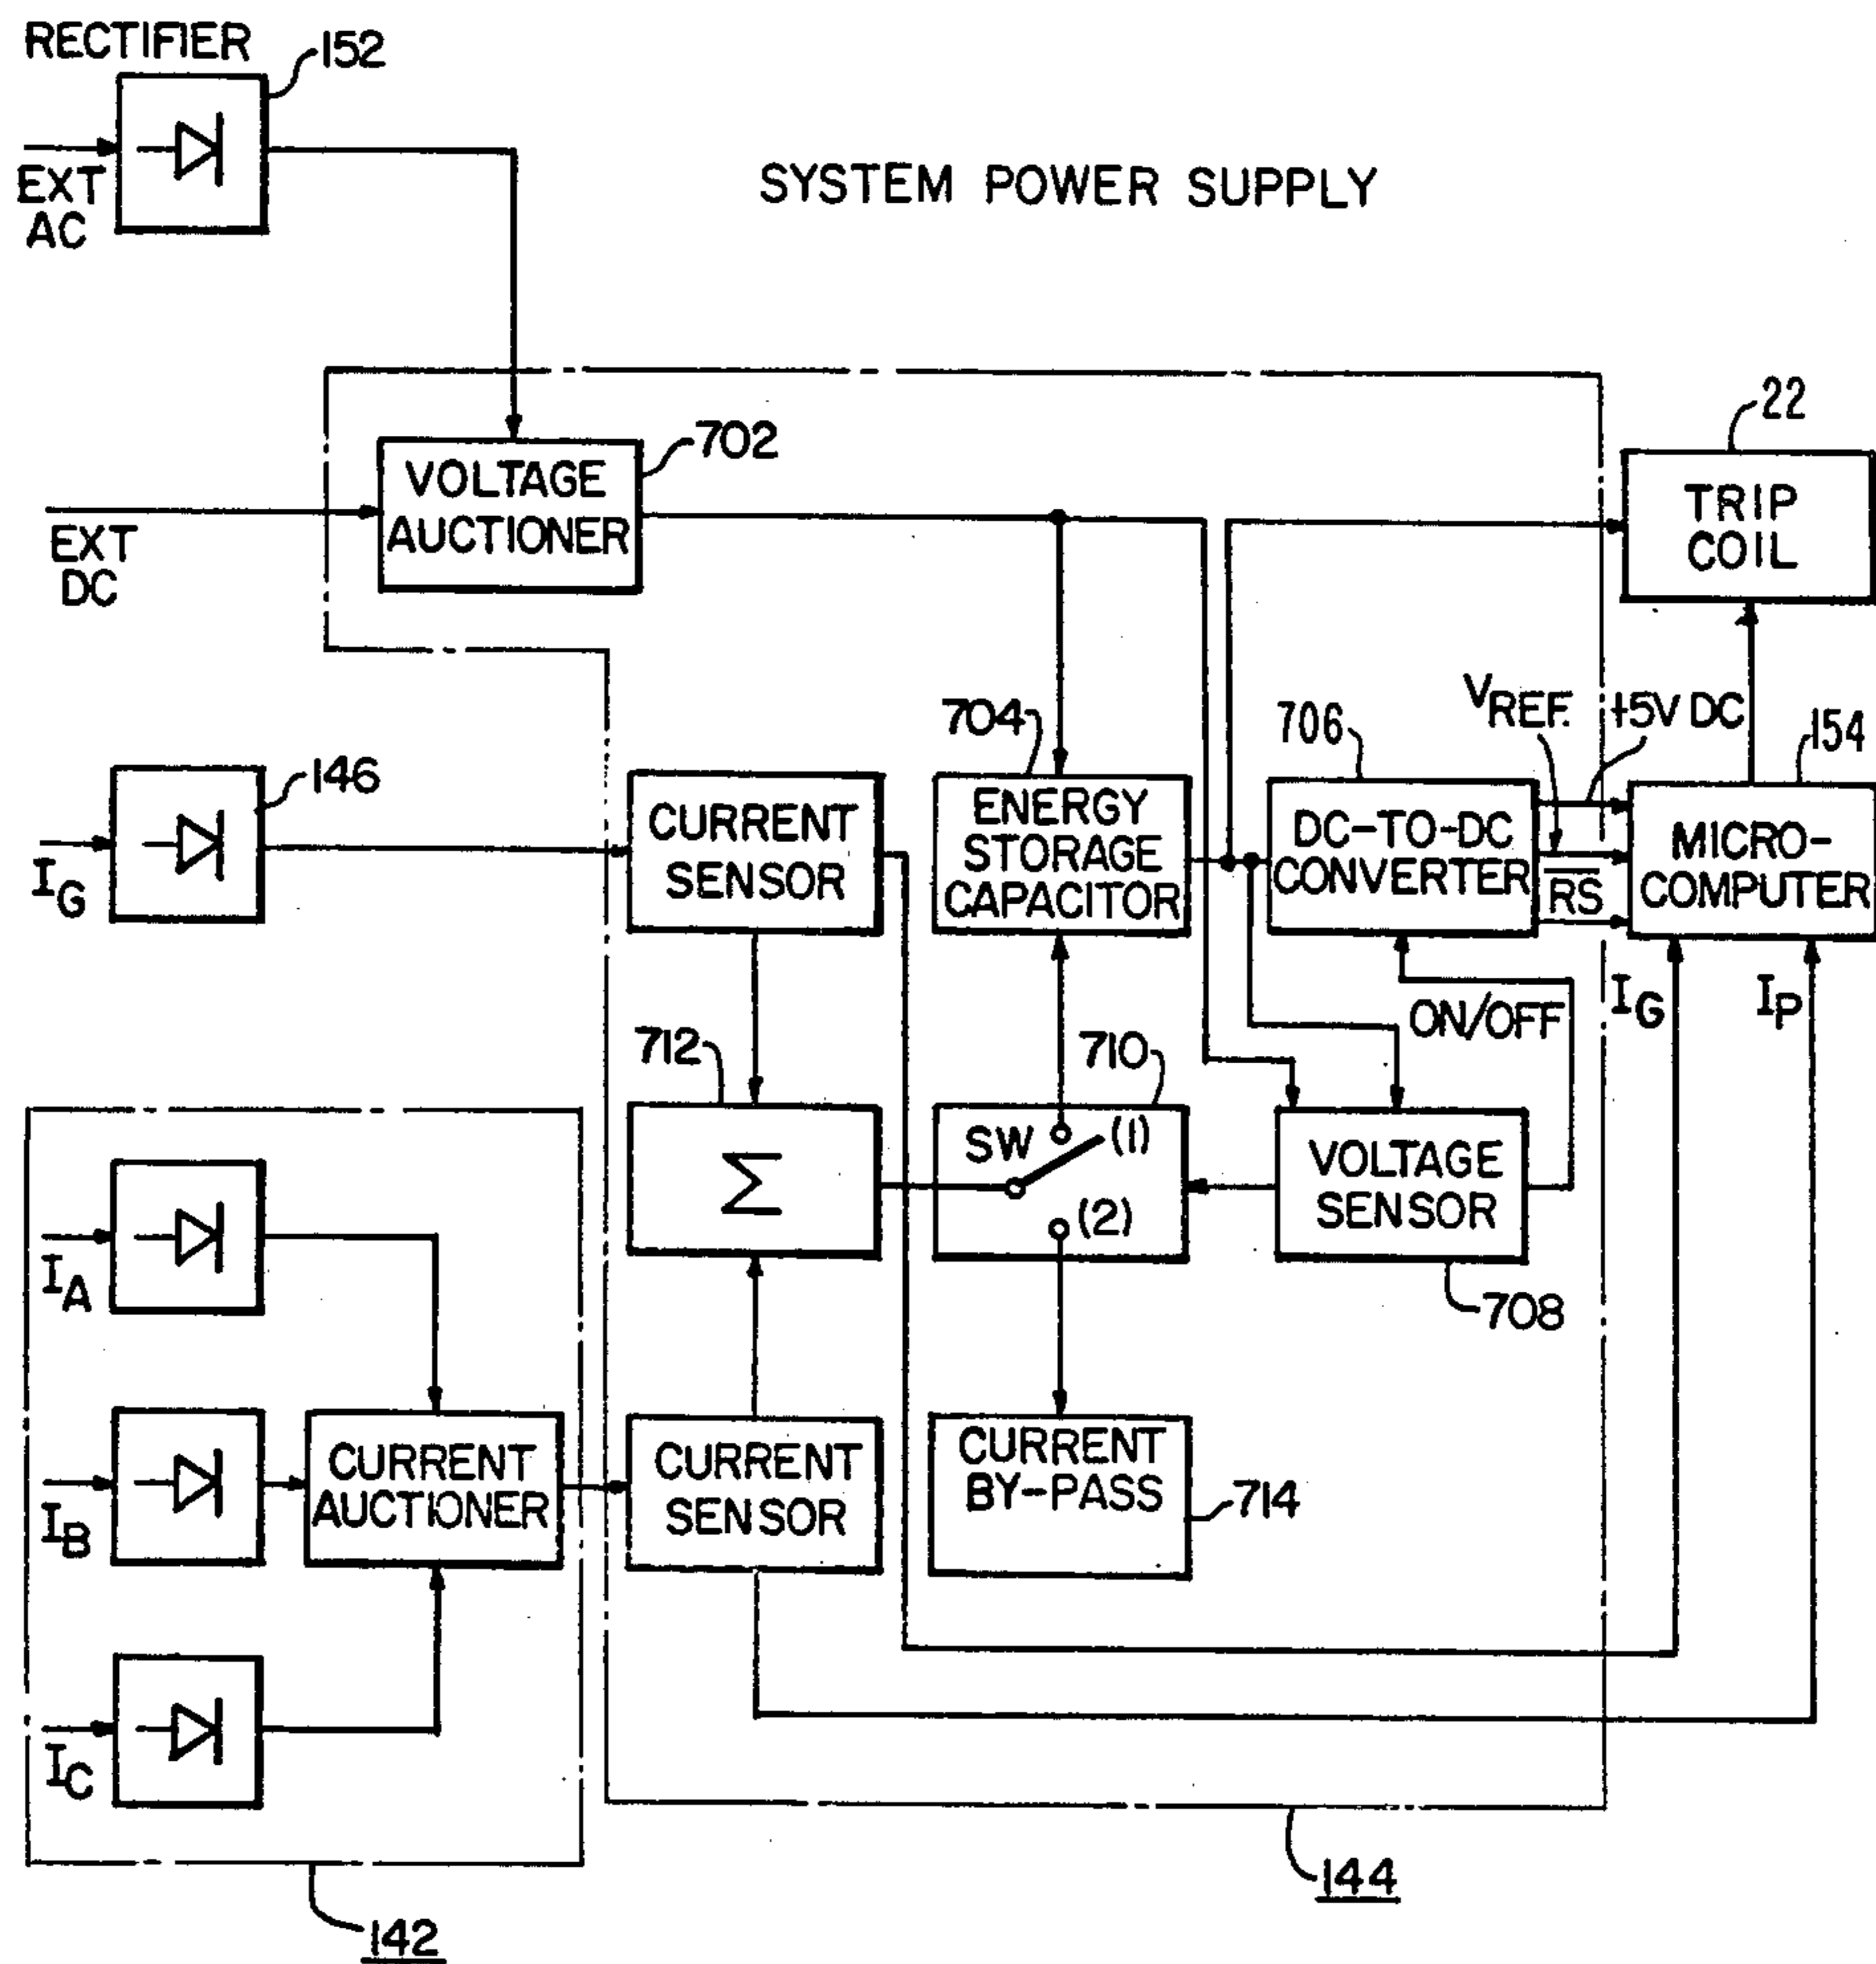 RECTIFIER
152
EXT
AC
SYSTEM POWER SUPPLY
22
702
VOLTAGE
AUCTIONER
TRIP
COIL
EXT
DC
VREF.
+5V DC
704
706
154
146
IG
CURRENT
SENSOR
ENERGY
STORAGE
CAPACITOR
DC-TO-DC
CONVERTER
RS
MICRO-
COMPUTER
ON/OFF
IG
IP
712
710
SW
(1)
(2)
Σ
VOLTAGE
SENSOR
708
IA
IB
IC
CURRENT
AUCTIONER
CURRENT
SENSOR
CURRENT
BY-PASS
714
144
142